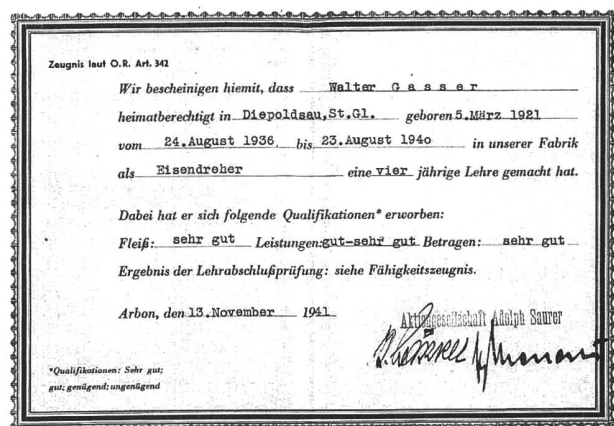 Zeugnis laut O.R. Art. 342
Wir bescheinigen hiemit, dass Walter Gasser
heimatberechtigt in Diepoldsau,St.Gl. geboren 5.März 1921
vom 24.August 1936. bis 23.August 194o in unserer Fabrik
als Eisendreher eine vier jährige Lehre gemacht hat.
Dabei hat er sich folgende Qualifikationen* erworben:
Fleiß: sehr gut Leistungen: gut-sehr gut Betragen: sehr gut
Ergebnis der Lehrabschlußprüfung: siehe Fähigkeitszeugnis.
Arbon, den 13.November 1941
Aktiengesellschaft Adolph Saurer
*Qualifikationen: Sehr gut;
gut; genügend; ungenügend